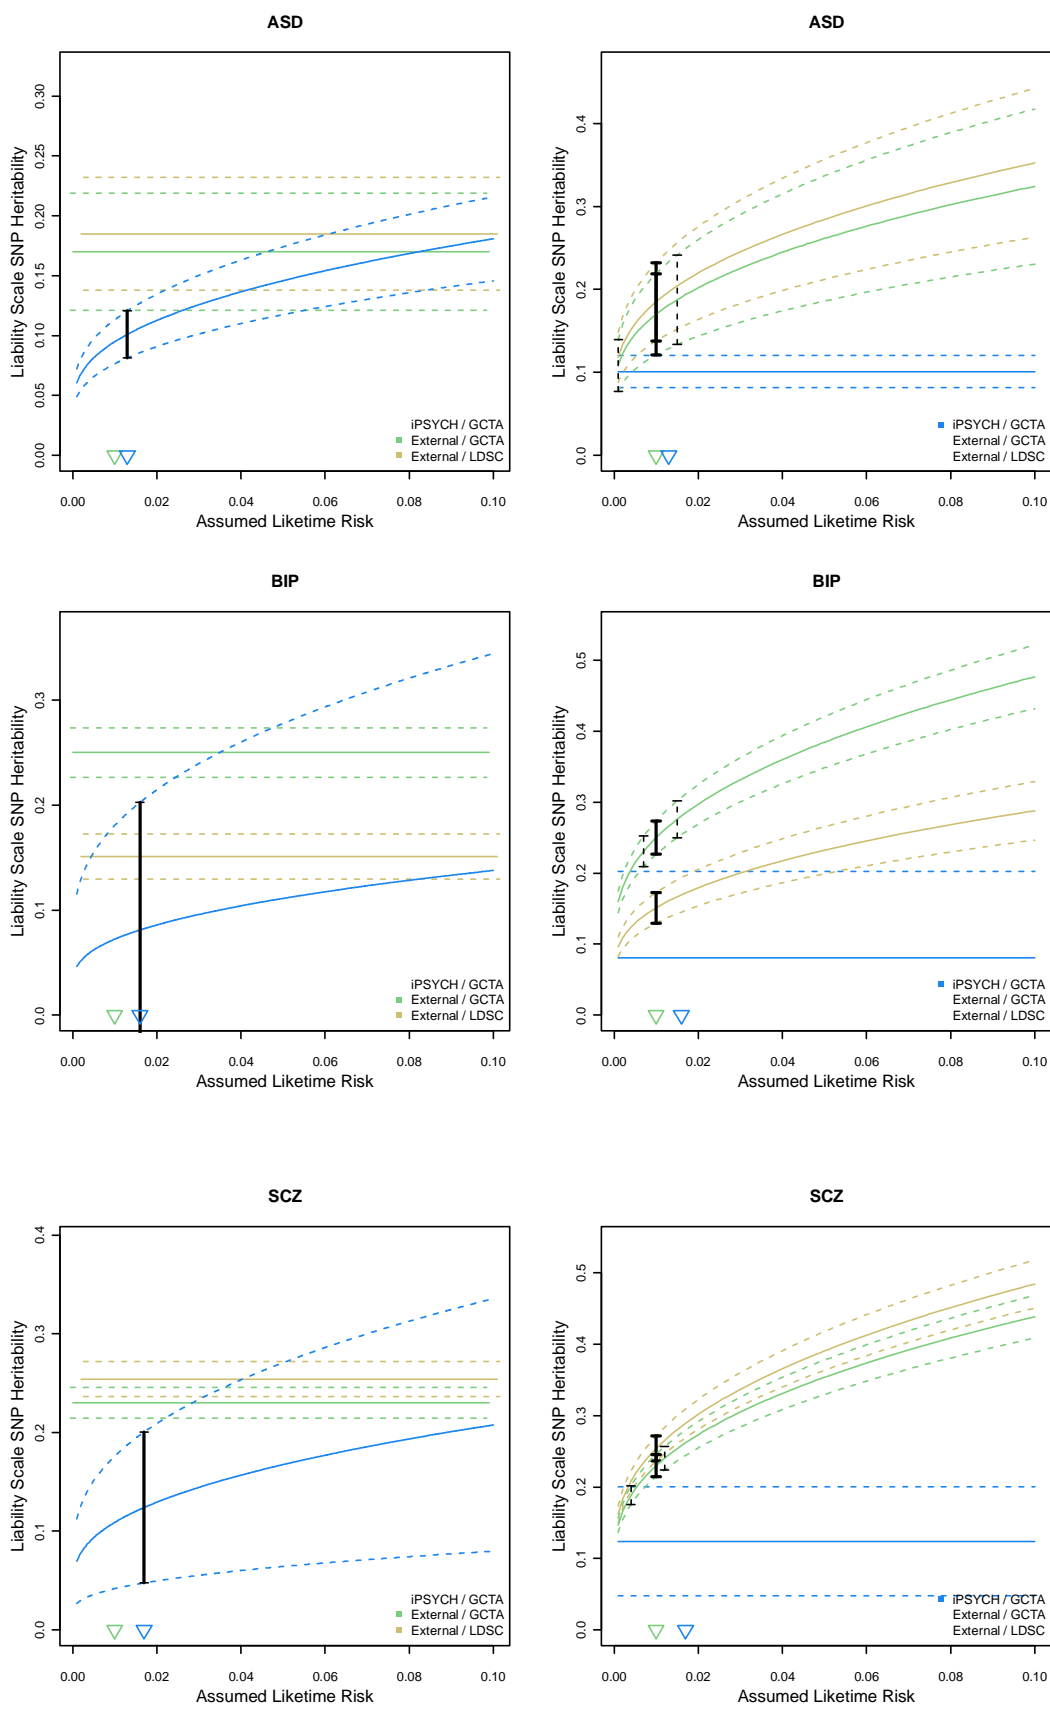 ASD
Liability Scale SNP Heritability
0.00 0.05 0.10 0.15 0.20 0.25 0.30
iPSYCH / GCTA
External / GCTA
External / LDSC
0.00 0.02 0.04 0.06 0.08 0.10
Assumed Liketime Risk
ASD
Liability Scale SNP Heritability
0.0 0.1 0.2 0.3 0.4
iPSYCH / GCTA
External / GCTA
External / LDSC
0.00 0.02 0.04 0.06 0.08 0.10
Assumed Liketime Risk
BIP
Liability Scale SNP Heritability
0.0 0.1 0.2 0.3
iPSYCH / GCTA
External / GCTA
External / LDSC
0.00 0.02 0.04 0.06 0.08 0.10
Assumed Liketime Risk
BIP
Liability Scale SNP Heritability
0.0 0.1 0.2 0.3 0.4 0.5
iPSYCH / GCTA
External / GCTA
External / LDSC
0.00 0.02 0.04 0.06 0.08 0.10
Assumed Liketime Risk
SCZ
Liability Scale SNP Heritability
0.0 0.1 0.2 0.3 0.4
iPSYCH / GCTA
External / GCTA
External / LDSC
0.00 0.02 0.04 0.06 0.08 0.10
Assumed Liketime Risk
SCZ
Liability Scale SNP Heritability
0.0 0.1 0.2 0.3 0.4 0.5
iPSYCH / GCTA
External / GCTA
External / LDSC
0.00 0.02 0.04 0.06 0.08 0.10
Assumed Liketime Risk